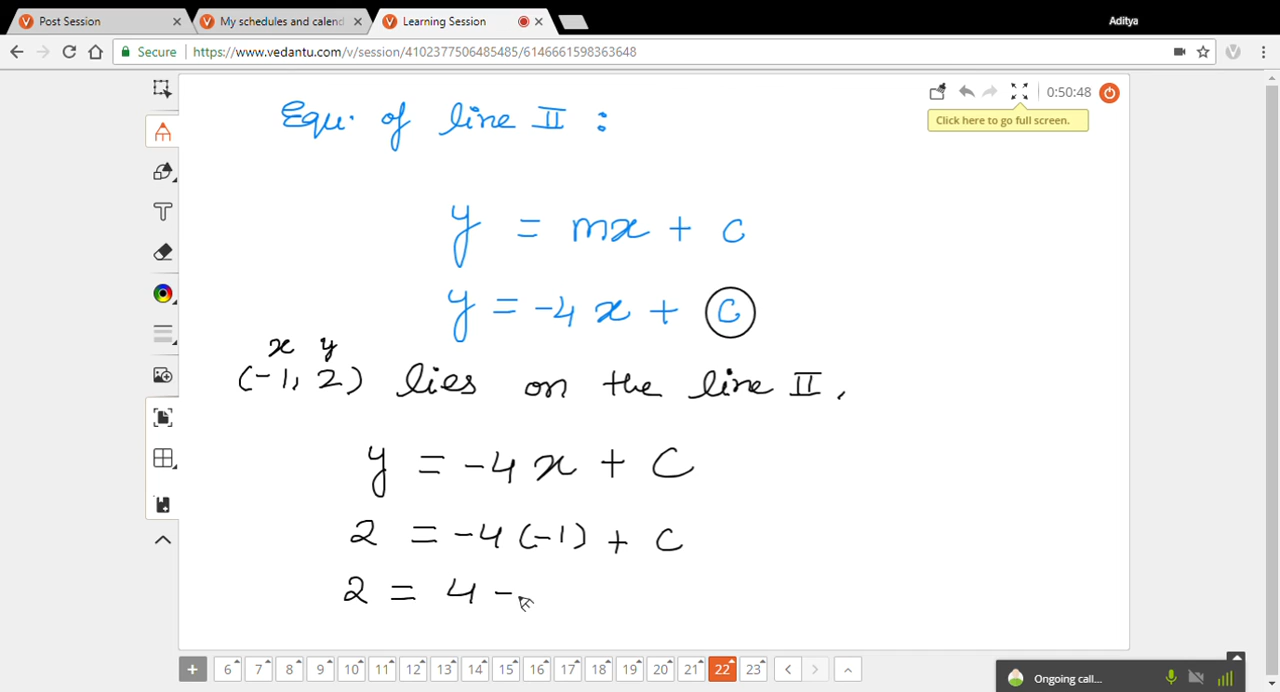 Post Session
My schedules and calend
Learning Session
Aditya
Secure
https://www.vedantu.com/v/session/4102377506485485/6146661598363648
0:50:48
Click here to go full screen.
Equ. of line II :
y = mx + c
y = -4x + c
x y
(-1, 2) lies on the line II.
y = -4x + c
2 = -4(-1) + c
2 = 4 -
+ 6 7 8 9 10 11 12 13 14 15 16 17 18 19 20 21 22 23
Ongoing call...